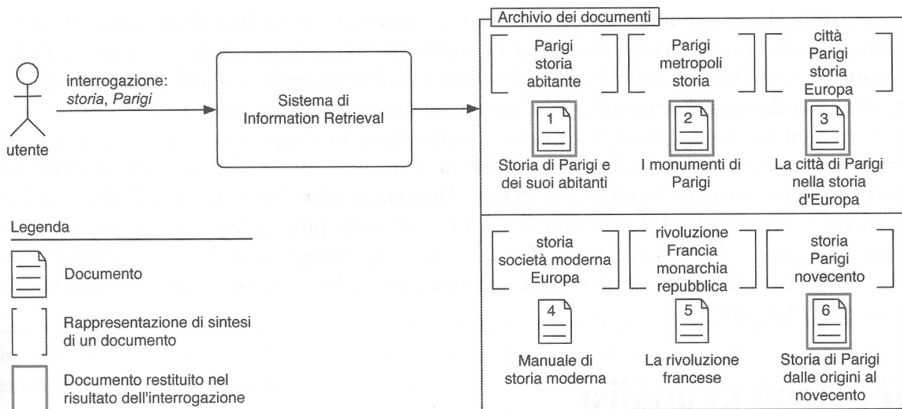 Archivio dei documenti
interrogazione:
storia, Parigi
utente
Sistema di
Information Retrieval
Parigi
storia
abitante
1
Storia di Parigi e
dei suoi abitanti
Parigi
metropoli
storia
2
I monumenti di
Parigi
città
Parigi
storia
Europa
3
La città di Parigi
nella storia
d'Europa
storia
società moderna
Europa
4
Manuale di
storia moderna
rivoluzione
Francia
monarchia
repubblica
5
La rivoluzione
francese
storia
Parigi
novecento
6
Storia di Parigi
dalle origini al
novecento
Legenda
Documento
Rappresentazione di sintesi
di un documento
Documento restituito nel
risultato dell'interrogazione